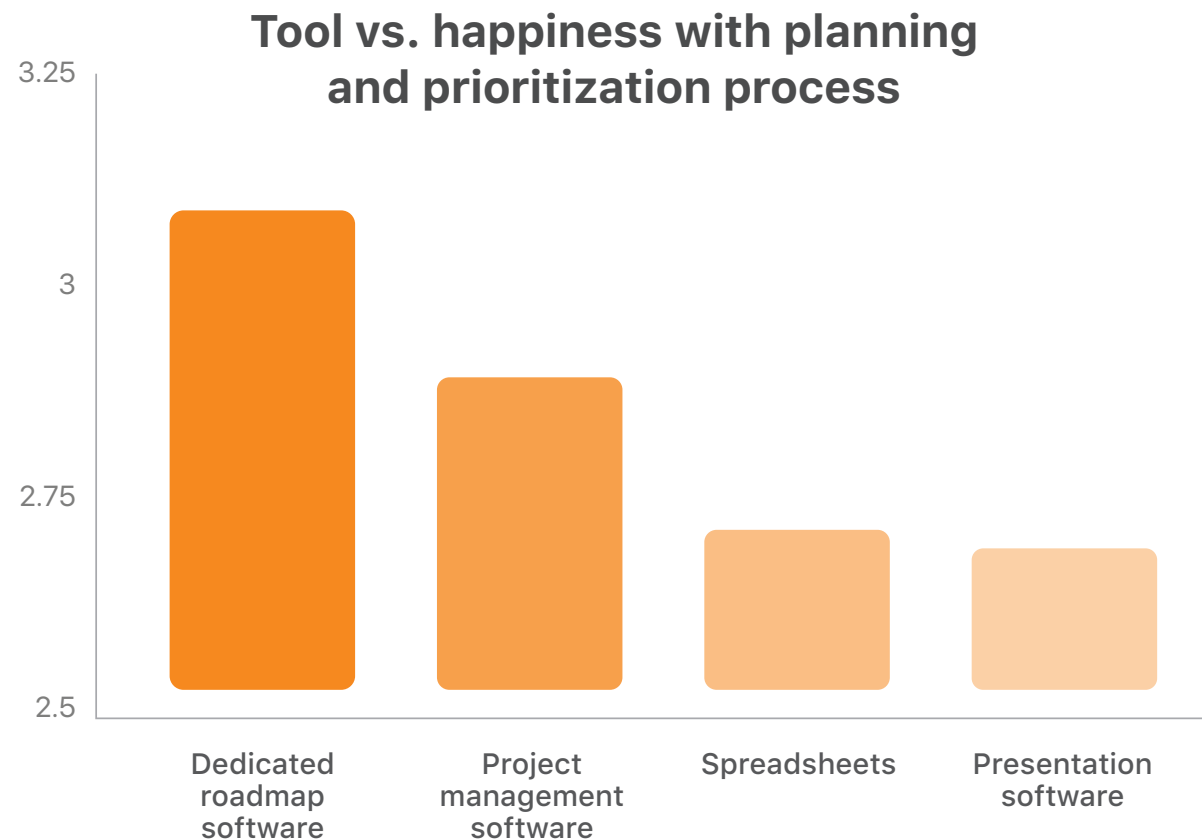 Tool vs. happiness with planning
and prioritization process
3.25
3
2.75
2.5
Dedicated
roadmap
software
Project
management
software
Spreadsheets
Presentation
software